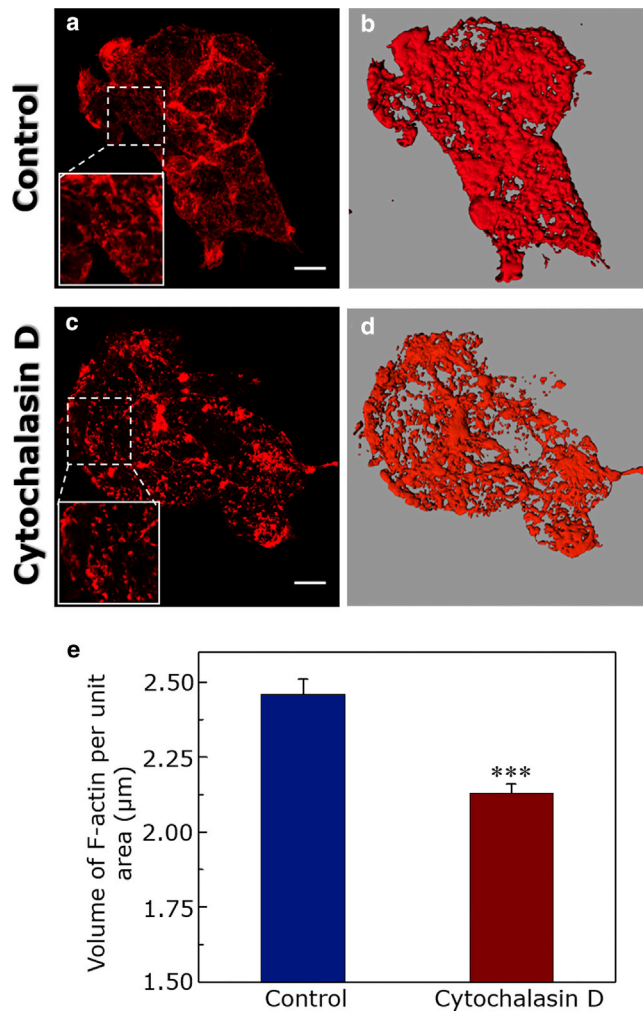 Control
a
b
Cytochalasin D
c
d
e
Volume of F-actin per unit
area (μm)
2.50
2.25
2.00
1.75
1.50
***
Control
Cytochalasin D